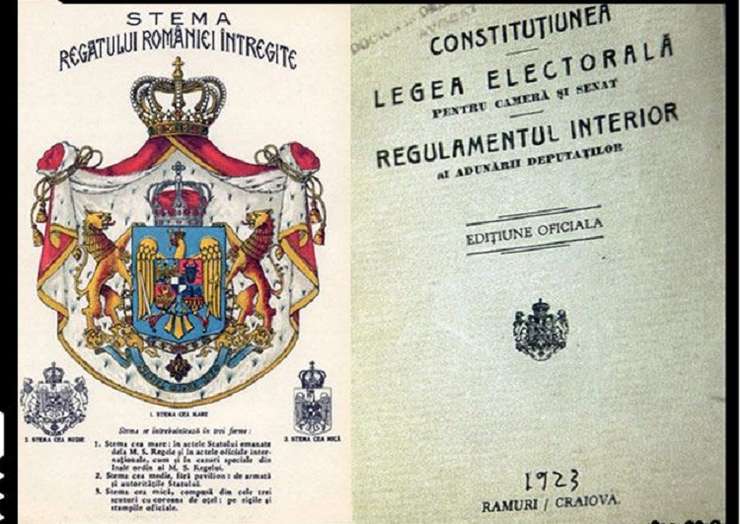 STEMA
REGATULUI ROMÂNIEI ÎNTREGITE
1. STEMA CEA MARE
2. STEMA CEA MEDIE
3. STEMA CEA MICĂ
Stema se întrebuintează în trei forme:
1. Stema cea mare: în actele Statului emanate
dela M. S. Regele și în actele oficiale inter-
naționale, cum și în cazuri speciale din
Inalt ordin al M. S. Regelui.
2. Stema cea medie, fără pavilion: de armată
și autoritățile Statului.
3. Stema cea mică, compusă din cele trei
scuturi cu coroana de oțel: pe sigile și
stampile oficiale.
CONSTITUȚIUNEA
LEGEA ELECTORALĂ
PENTRU CAMERĂ ȘI SENAT
REGULAMENTUL INTERIOR
al ADUNĂRII DEPUTAȚILOR
EDIȚIUNE OFICIALA
1923
RAMURI / CRAIOVA.